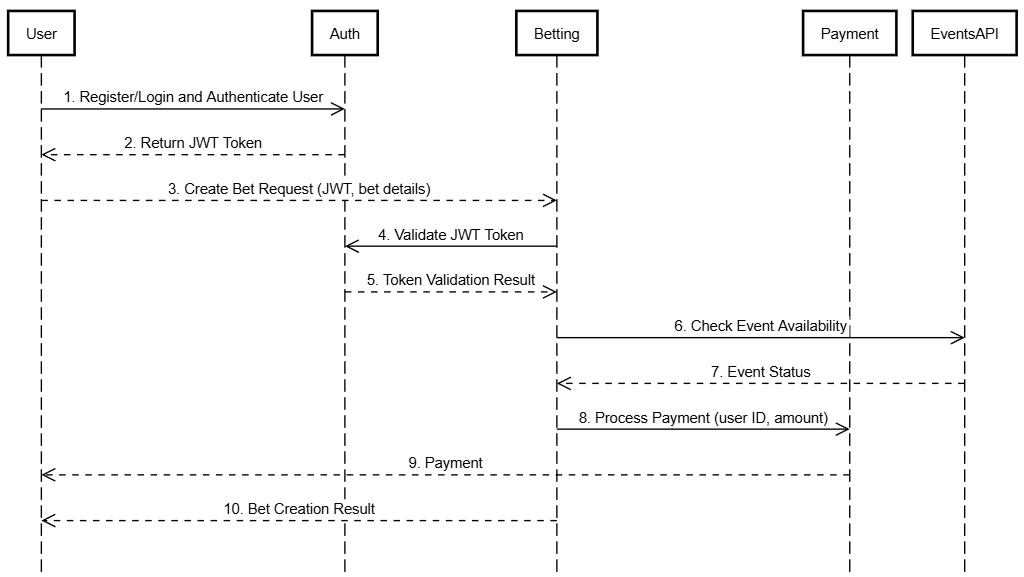 User
Auth
Betting
Payment
EventsAPI
1. Register/Login and Authenticate User
2. Return JWT Token
3. Create Bet Request (JWT, bet details)
4. Validate JWT Token
5. Token Validation Result
6. Check Event Availability
7. Event Status
8. Process Payment (user ID, amount)
9. Payment
10. Bet Creation Result